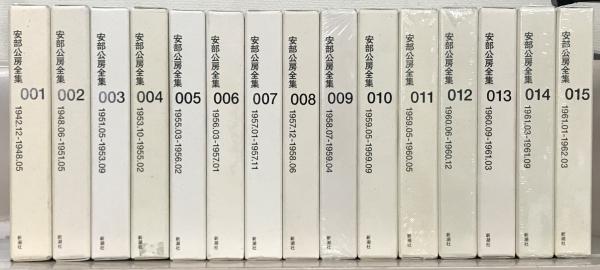 安部公房全集 001 1942.12-1948.05 新潮社
安部公房全集 002 1948.06-1951.05 新潮社
安部公房全集 003 1951.05-1953.09 新潮社
安部公房全集 004 1953.10-1955.02 新潮社
安部公房全集 005 1955.03-1956.02 新潮社
安部公房全集 006 1956.03-1957.01 新潮社
安部公房全集 007 1957.01-1957.11 新潮社
安部公房全集 008 1957.12-1958.06 新潮社
安部公房全集 009 1958.07-1959.04 新潮社
安部公房全集 010 1959.05-1959.09 新潮社
安部公房全集 011 1959.05-1960.05 新潮社
安部公房全集 012 1960.06-1960.12 新潮社
安部公房全集 013 1960.09-1961.03 新潮社
安部公房全集 014 1961.03-1961.09 新潮社
安部公房全集 015 1961.01-1962.03 新潮社